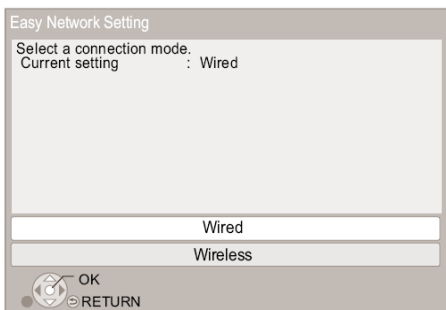 Easy Network Setting
Select a connection mode.
Current setting : Wired
Wired
Wireless
OK
RETURN